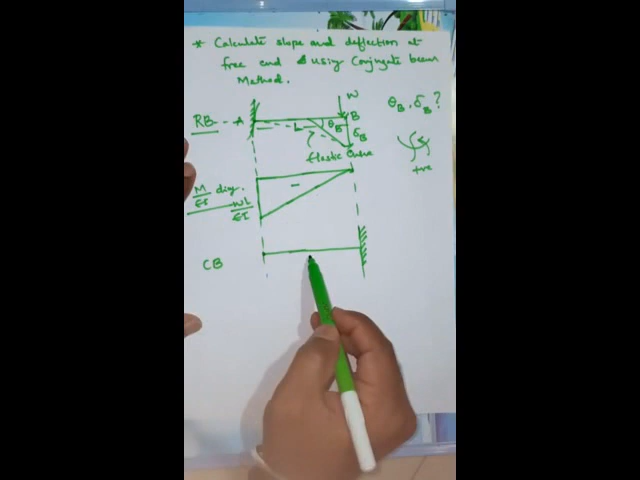 * Calculate slope and deflection at
free end & using Conjugate beam
Method.
W
RB A
B
L
θB
δB
θB, δB ?
Elastic Curve
+ve
M/EI diag.
–
WL/EI
CB